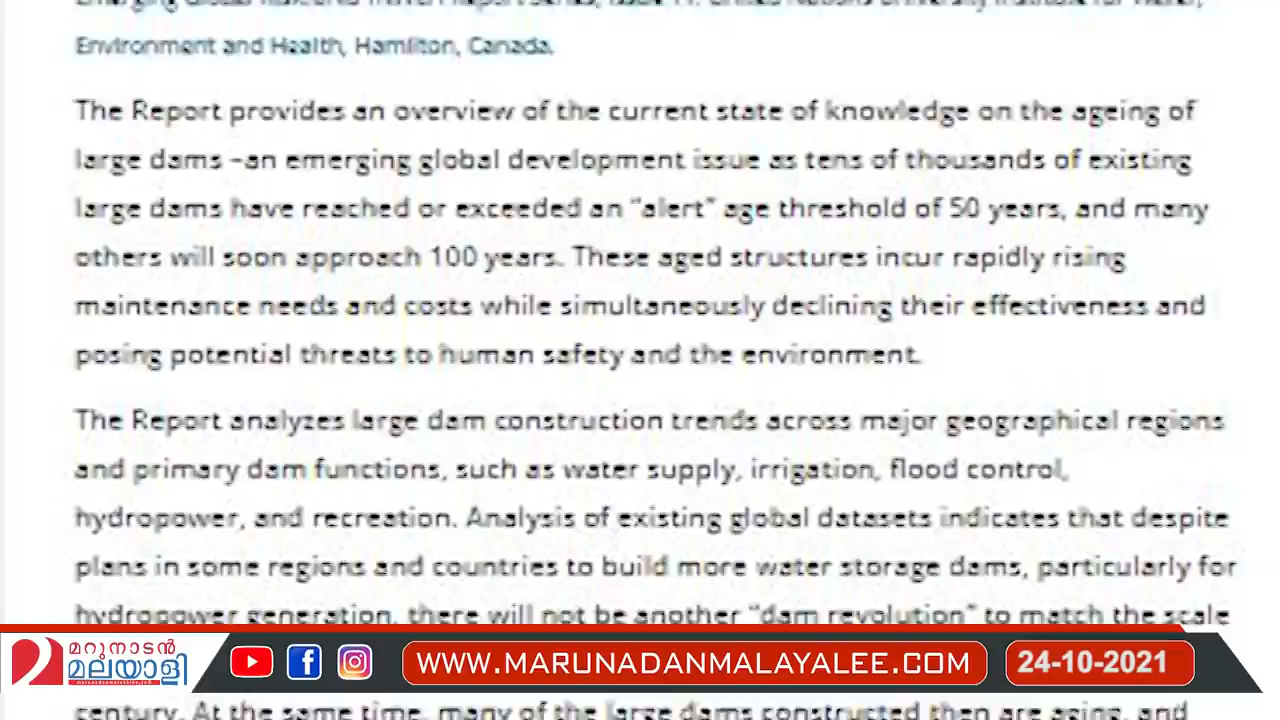 Environment and Health, Hamilton, Canada.
The Report provides an overview of the current state of knowledge on the ageing of
large dams –an emerging global development issue as tens of thousands of existing
large dams have reached or exceeded an “alert” age threshold of 50 years, and many
others will soon approach 100 years. These aged structures incur rapidly rising
maintenance needs and costs while simultaneously declining their effectiveness and
posing potential threats to human safety and the environment.
The Report analyzes large dam construction trends across major geographical regions
and primary dam functions, such as water supply, irrigation, flood control,
hydropower, and recreation. Analysis of existing global datasets indicates that despite
plans in some regions and countries to build more water storage dams, particularly for
hydropower generation, there will not be another “dam revolution” to match the scale
മറുനാടൻ
മലയാളി
marunadanmalayali.com
WWW.MARUNADANMALAYALEE.COM
24-10-2021
century. At the same time, many of the large dams constructed then are aging, and